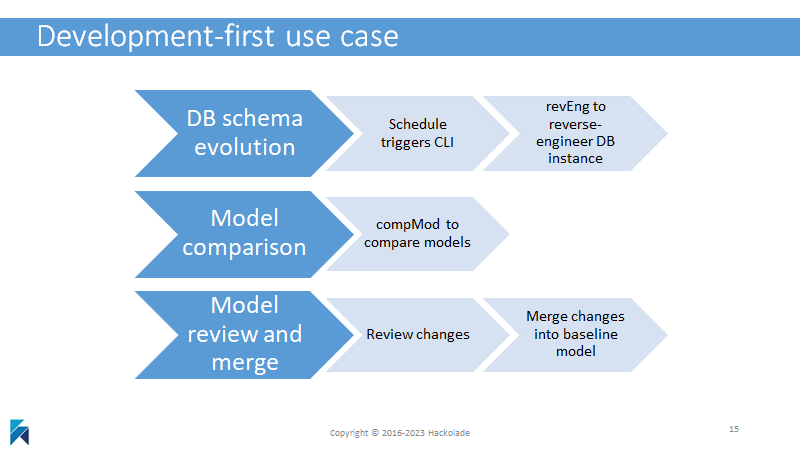 Development-first use case
DB schema
evolution
Schedule
triggers CLI
revEng to
reverse-
engineer DB
instance
Model
comparison
compMod to
compare models
Model
review and
merge
Review changes
Merge changes
into baseline
model
Copyright © 2016-2023 Hackolade
15